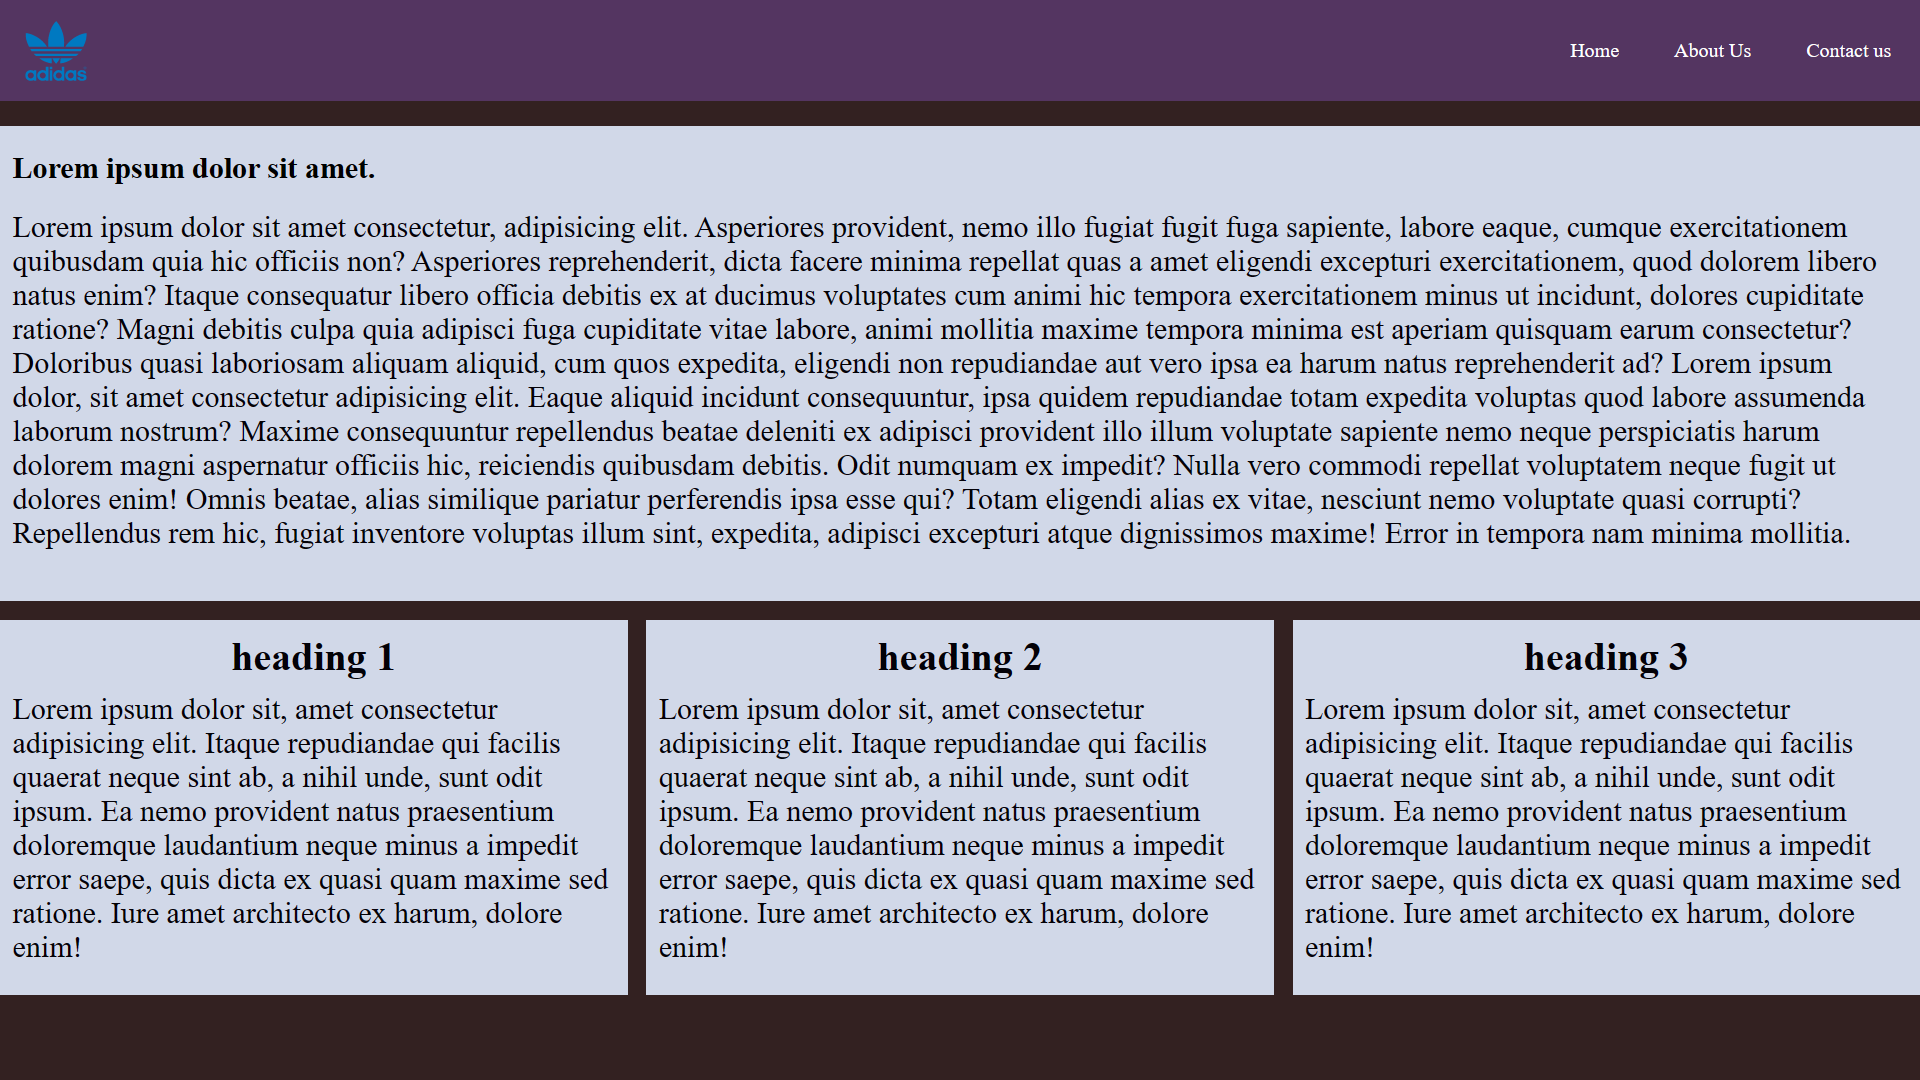 adidas
Home About Us Contact us
Lorem ipsum dolor sit amet.
Lorem ipsum dolor sit amet consectetur, adipisicing elit. Asperiores provident, nemo illo fugiat fugit fuga sapiente, labore eaque, cumque exercitationem
quibusdam quia hic officiis non? Asperiores reprehenderit, dicta facere minima repellat quas a amet eligendi excepturi exercitationem, quod dolorem libero
natus enim? Itaque consequatur libero officia debitis ex at ducimus voluptates cum animi hic tempora exercitationem minus ut incidunt, dolores cupiditate
ratione? Magni debitis culpa quia adipisci fuga cupiditate vitae labore, animi mollitia maxime tempora minima est aperiam quisquam earum consectetur?
Doloribus quasi laboriosam aliquam aliquid, cum quos expedita, eligendi non repudiandae aut vero ipsa ea harum natus reprehenderit ad? Lorem ipsum
dolor, sit amet consectetur adipisicing elit. Eaque aliquid incidunt consequuntur, ipsa quidem repudiandae totam expedita voluptas quod labore assumenda
laborum nostrum? Maxime consequuntur repellendus beatae deleniti ex adipisci provident illo illum voluptate sapiente nemo neque perspiciatis harum
dolorem magni aspernatur officiis hic, reiciendis quibusdam debitis. Odit numquam ex impedit? Nulla vero commodi repellat voluptatem neque fugit ut
dolores enim! Omnis beatae, alias similique pariatur perferendis ipsa esse qui? Totam eligendi alias ex vitae, nesciunt nemo voluptate quasi corrupti?
Repellendus rem hic, fugiat inventore voluptas illum sint, expedita, adipisci excepturi atque dignissimos maxime! Error in tempora nam minima mollitia.
heading 1
Lorem ipsum dolor sit, amet consectetur
adipisicing elit. Itaque repudiandae qui facilis
quaerat neque sint ab, a nihil unde, sunt odit
ipsum. Ea nemo provident natus praesentium
doloremque laudantium neque minus a impedit
error saepe, quis dicta ex quasi quam maxime sed
ratione. Iure amet architecto ex harum, dolore
enim!
heading 2
Lorem ipsum dolor sit, amet consectetur
adipisicing elit. Itaque repudiandae qui facilis
quaerat neque sint ab, a nihil unde, sunt odit
ipsum. Ea nemo provident natus praesentium
doloremque laudantium neque minus a impedit
error saepe, quis dicta ex quasi quam maxime sed
ratione. Iure amet architecto ex harum, dolore
enim!
heading 3
Lorem ipsum dolor sit, amet consectetur
adipisicing elit. Itaque repudiandae qui facilis
quaerat neque sint ab, a nihil unde, sunt odit
ipsum. Ea nemo provident natus praesentium
doloremque laudantium neque minus a impedit
error saepe, quis dicta ex quasi quam maxime sed
ratione. Iure amet architecto ex harum, dolore
enim!